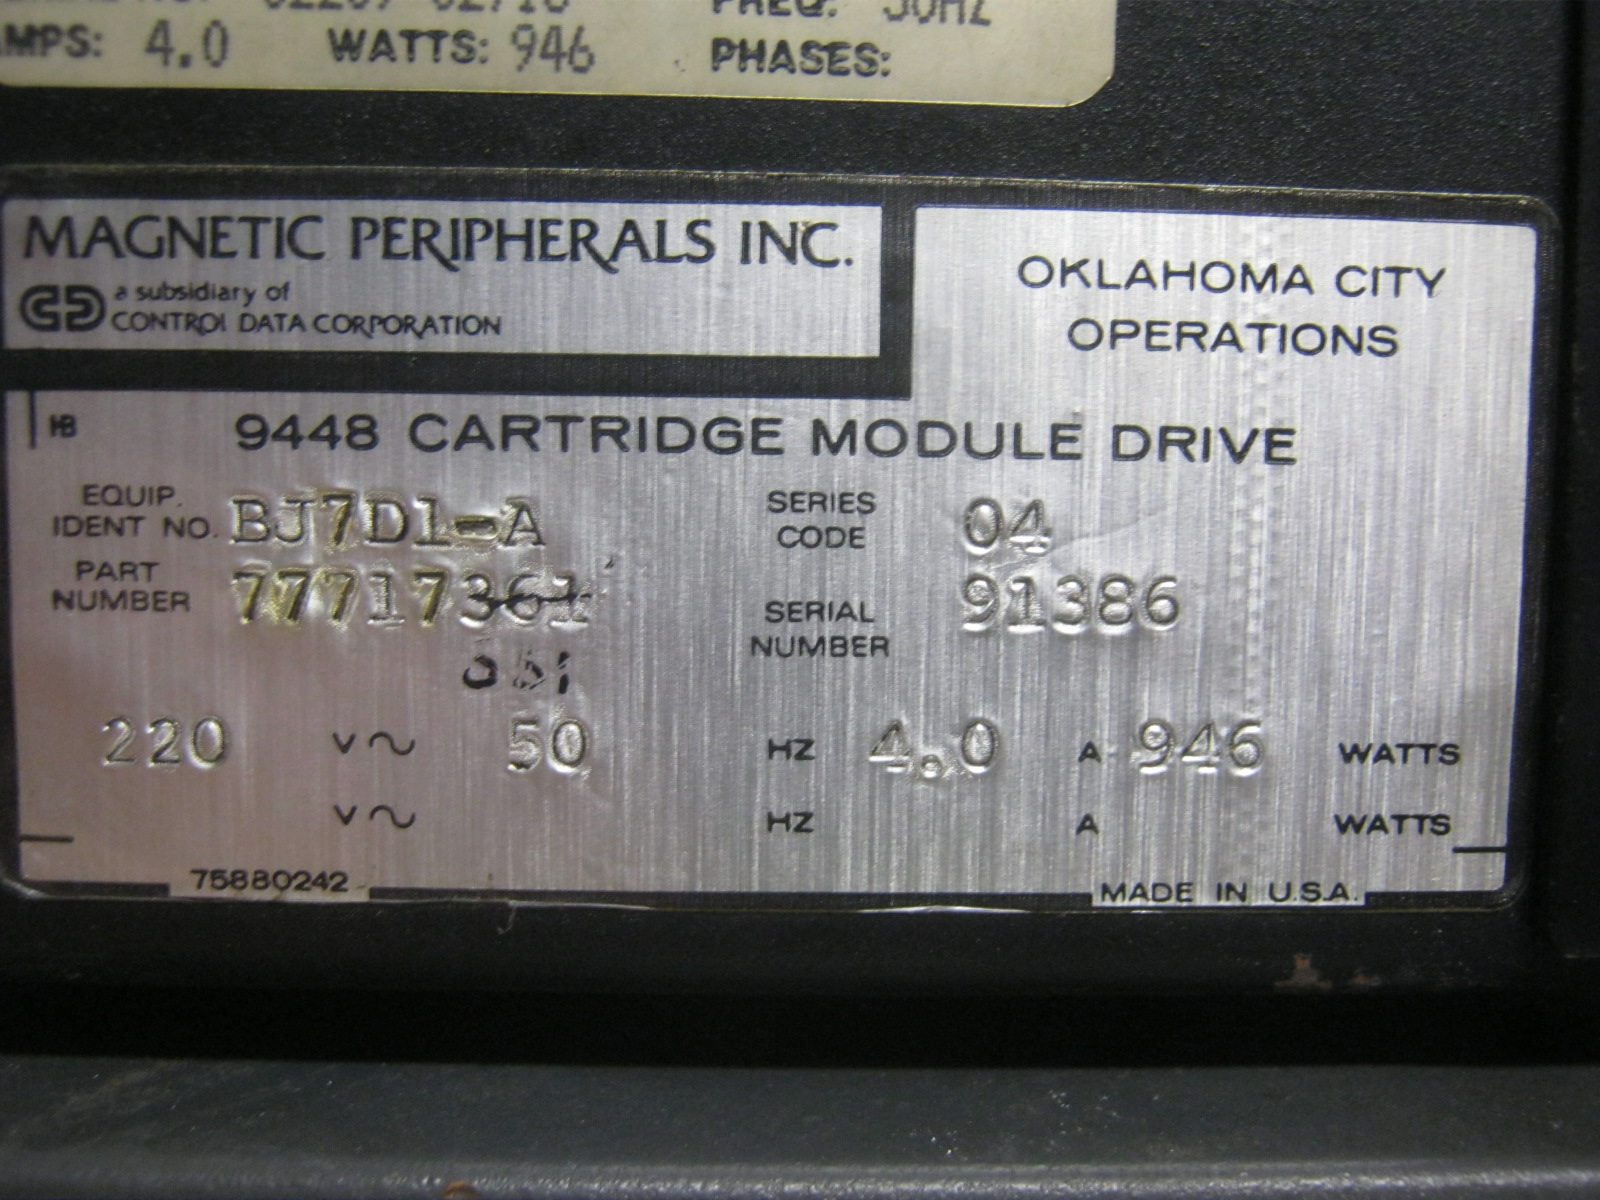 AMPS: 4.0 WATTS: 946 PHASES:
MAGNETIC PERIPHERALS INC.
a subsidiary of
CONTROL DATA CORPORATION
OKLAHOMA CITY
OPERATIONS
HB
9448 CARTRIDGE MODULE DRIVE
EQUIP.
IDENT NO. BJ7D1-A
SERIES
CODE 04
PART
NUMBER 77717361
SERIAL
NUMBER 91386
220 V~ 50 HZ 4.0 A 946 WATTS
V~ HZ A WATTS
75880242
MADE IN U.S.A.